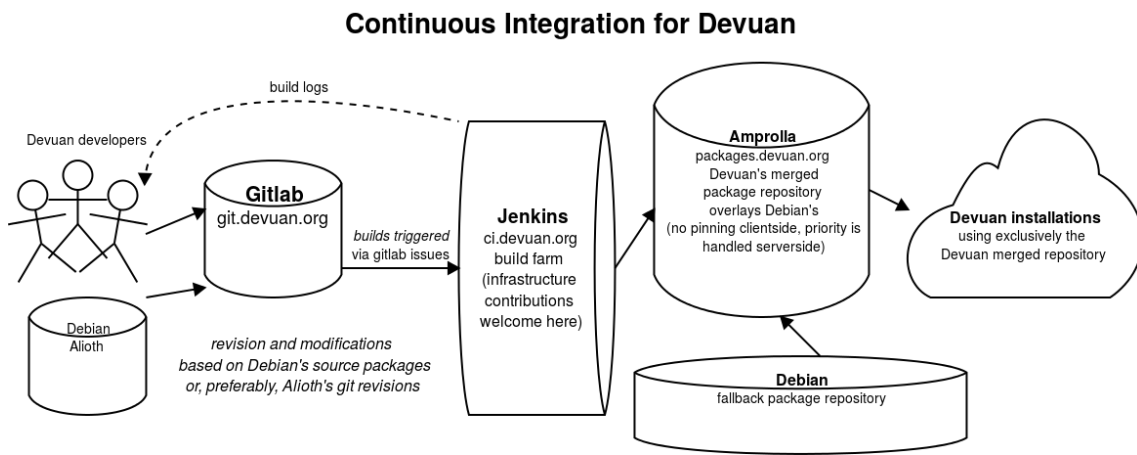 Continuous Integration for Devuan
build logs
Devuan developers
Gitlab
git.devuan.org
builds triggered
via gitlab issues
Debian
Alioth
revision and modifications
based on Debian's source packages
or, preferably, Alioth's git revisions
Jenkins
ci.devuan.org
build farm
(infrastructure
contributions
welcome here)
Amprolla
packages.devuan.org
Devuan's merged
package repository
overlays Debian's
(no pinning clientside, priority is
handled serverside)
Debian
fallback package repository
Devuan installations
using exclusively the
Devuan merged repository